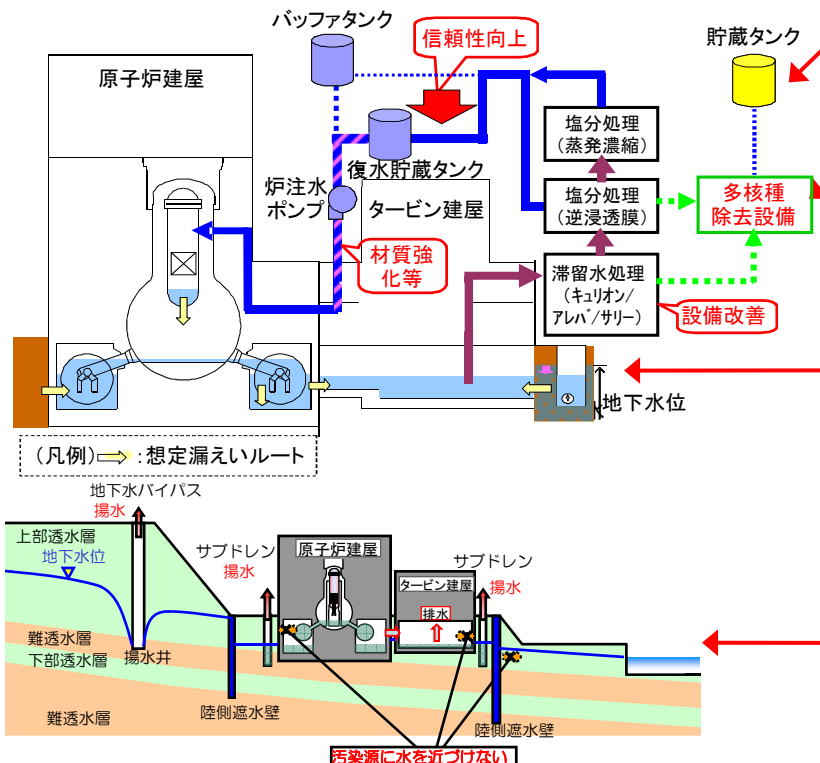 バッファタンク
信頼性向上
貯蔵タンク
原子炉建屋
塩分処理
(蒸発濃縮)
復水貯蔵タンク
炉注水
ポンプ
タービン建屋
塩分処理
(逆浸透膜)
多核種
除去設備
材質強
化等
滞留水処理
(キュリオン/
アレバ/サリー)
設備改善
地下水位
(凡例) :想定漏えいルート
地下水バイパス
揚水
上部透水層
地下水位
サブドレン
揚水
原子炉建屋
サブドレン
揚水
タービン建屋
排水
難透水層
下部透水層
揚水井
難透水層
陸側遮水壁
陸側遮水壁
汚染源に水を近づけない